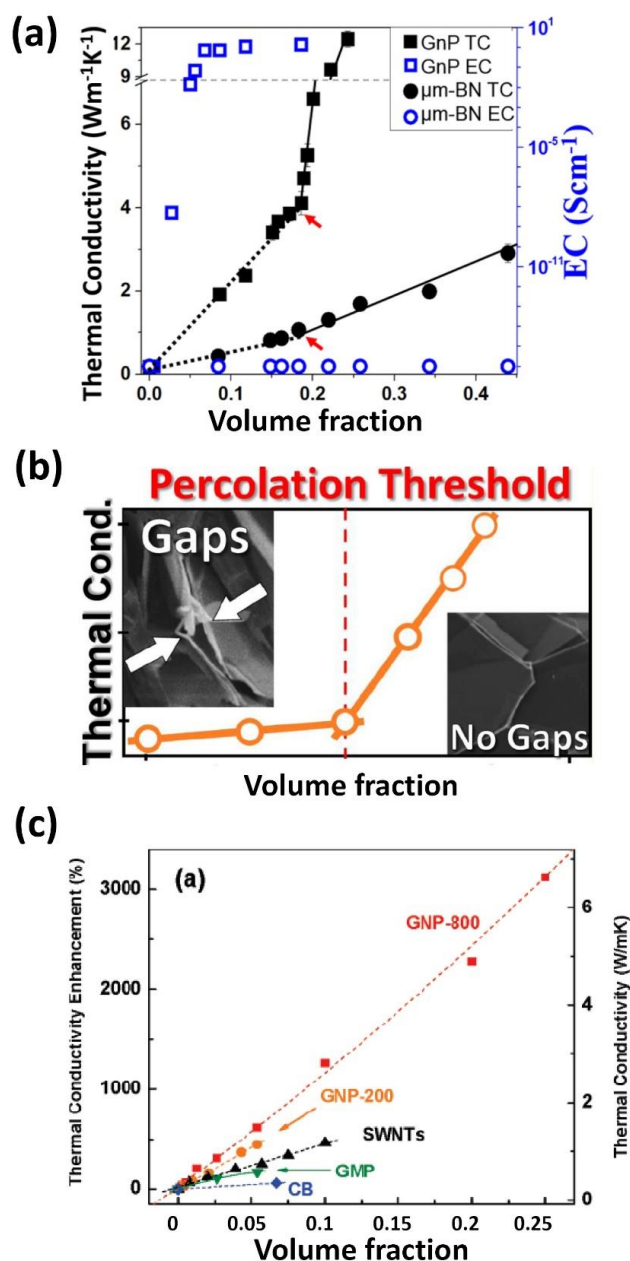 (a)
Thermal Conductivity (Wm⁻¹K⁻¹)
12
9
6
4
2
0
GnP TC
GnP EC
μm-BN TC
μm-BN EC
10¹
10⁻⁵
10⁻¹¹
EC (Scm⁻¹)
0.0 0.1 0.2 0.3 0.4
Volume fraction
(b)
Percolation Threshold
Thermal Cond.
Gaps
No Gaps
Volume fraction
(c)
Thermal Conductivity Enhancement (%)
(a)
3000
2000
1000
0
GNP-800
GNP-200
SWNTs
GMP
CB
6
4
2
0
Thermal Conductivity (W/mK)
0 0.05 0.1 0.15 0.2 0.25
Volume fraction